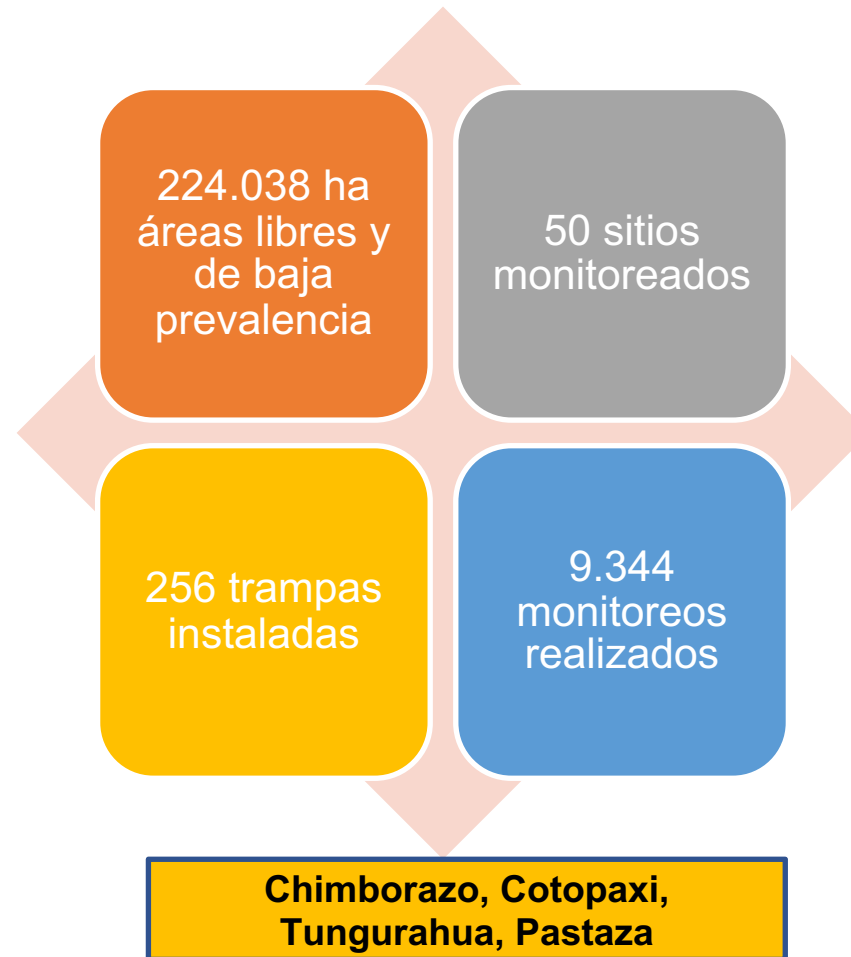 224.038 ha
áreas libres y
de baja
prevalencia
50 sitios
monitoreados
256 trampas
instaladas
9.344
monitoreos
realizados
Chimborazo, Cotopaxi,
Tungurahua, Pastaza